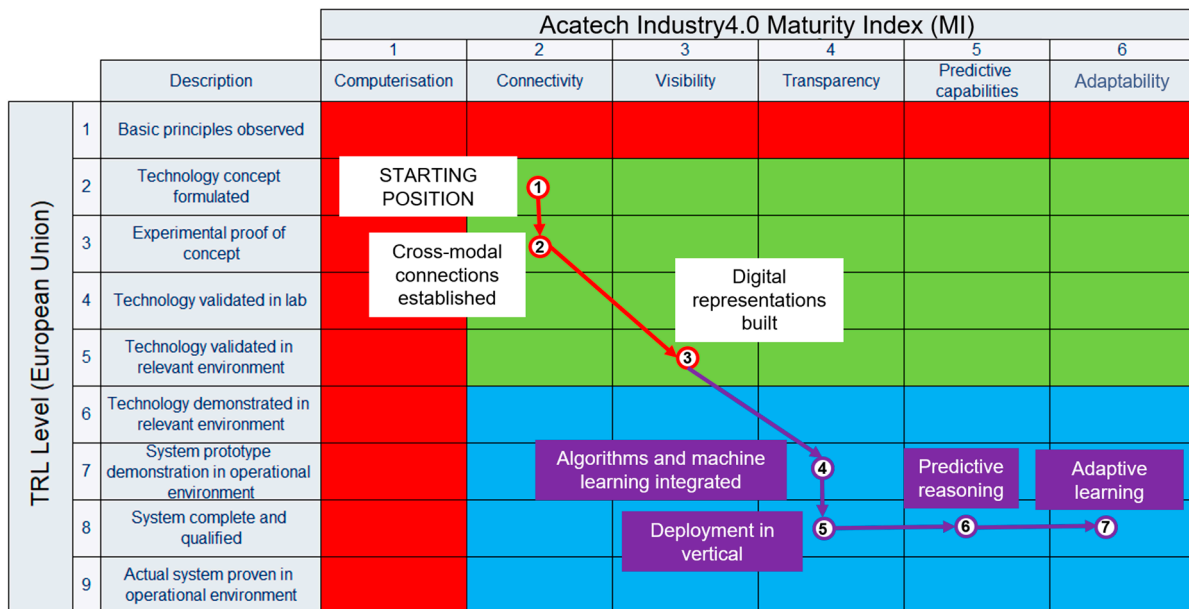 Acatech Industry4.0 Maturity Index (MI)
1 2 3 4 5 6
Description Computerisation Connectivity Visibility Transparency Predictive
capabilities Adaptability
TRL Level (European Union)
1 Basic principles observed
2 Technology concept
formulated
STARTING
POSITION
1
3 Experimental proof of
concept
Cross-modal
connections
established
2
Digital
representations
built
4 Technology validated in lab
5 Technology validated in
relevant environment
3
6 Technology demonstrated in
relevant environment
7 System prototype
demonstration in operational
environment
Algorithms and machine
learning integrated
4
Predictive
reasoning
Adaptive
learning
8 System complete and
qualified
Deployment in
vertical
5 6 7
9 Actual system proven in
operational environment